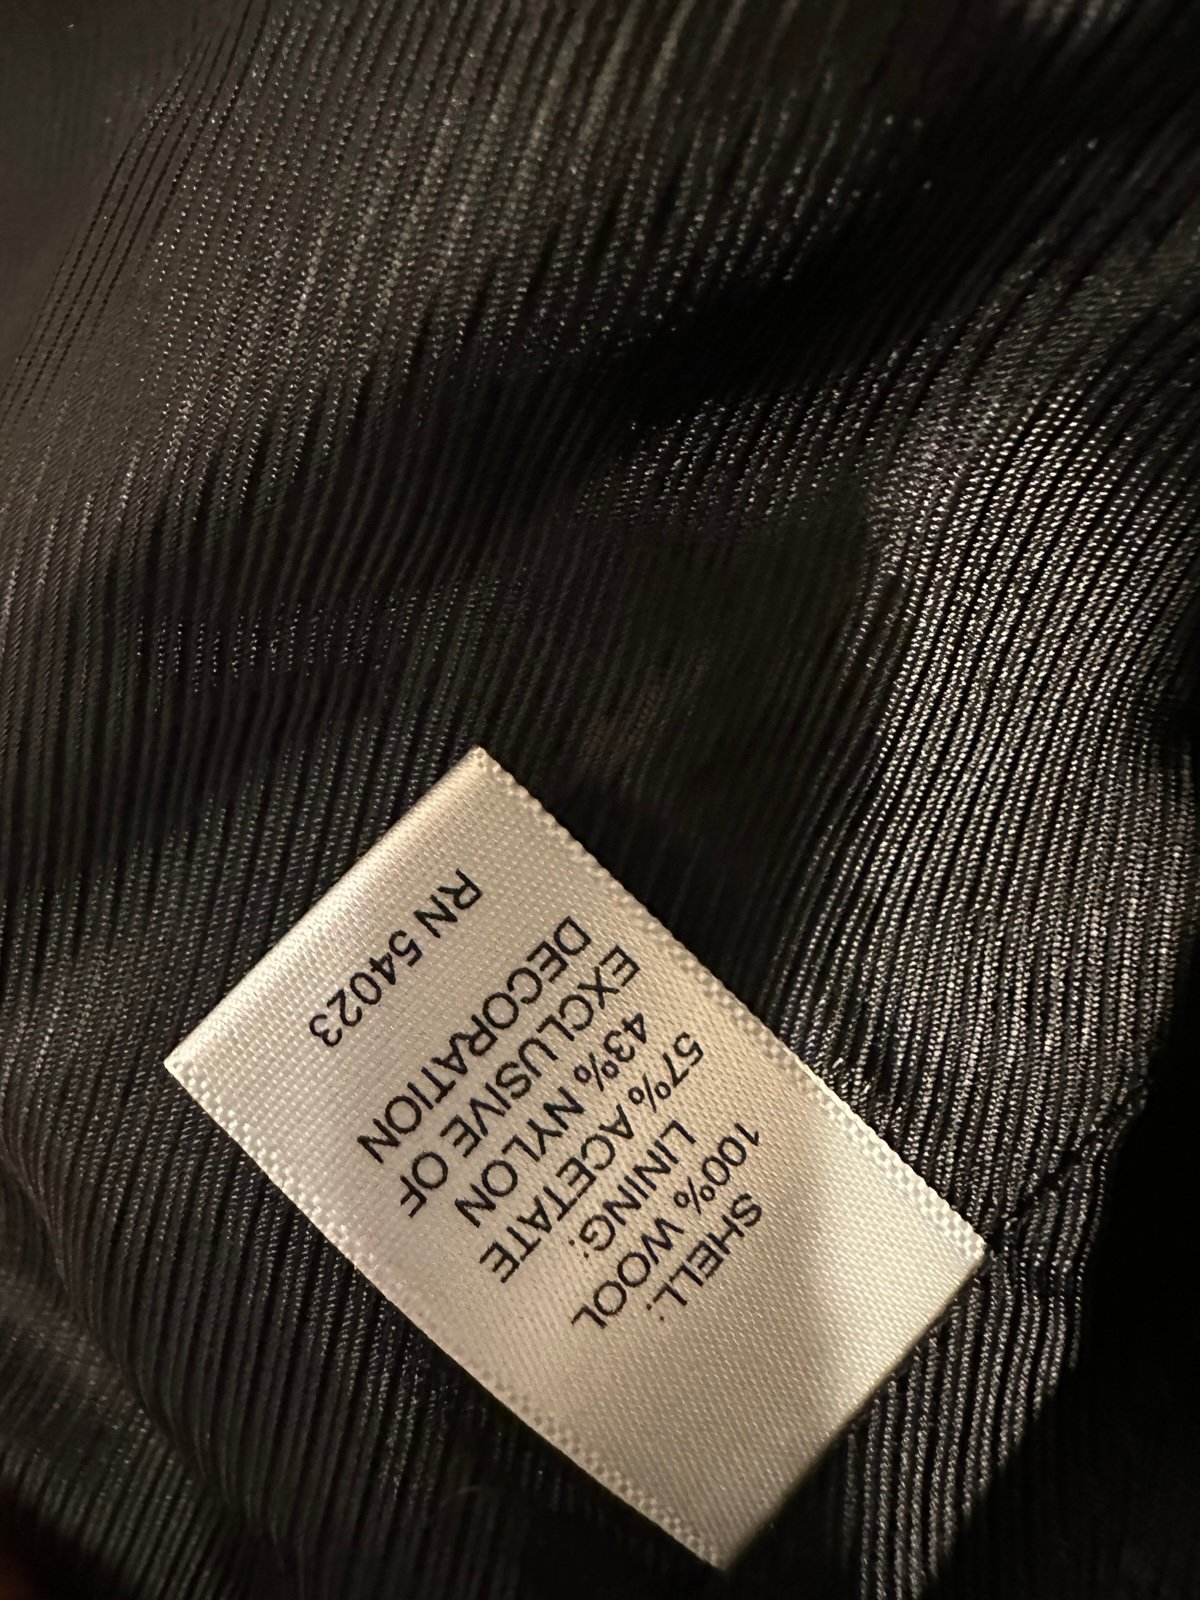 SHELL:
100% WOOL
LINING:
57% ACETATE
43% NYLON
EXCLUSIVE OF
DECORATION
RN 54023